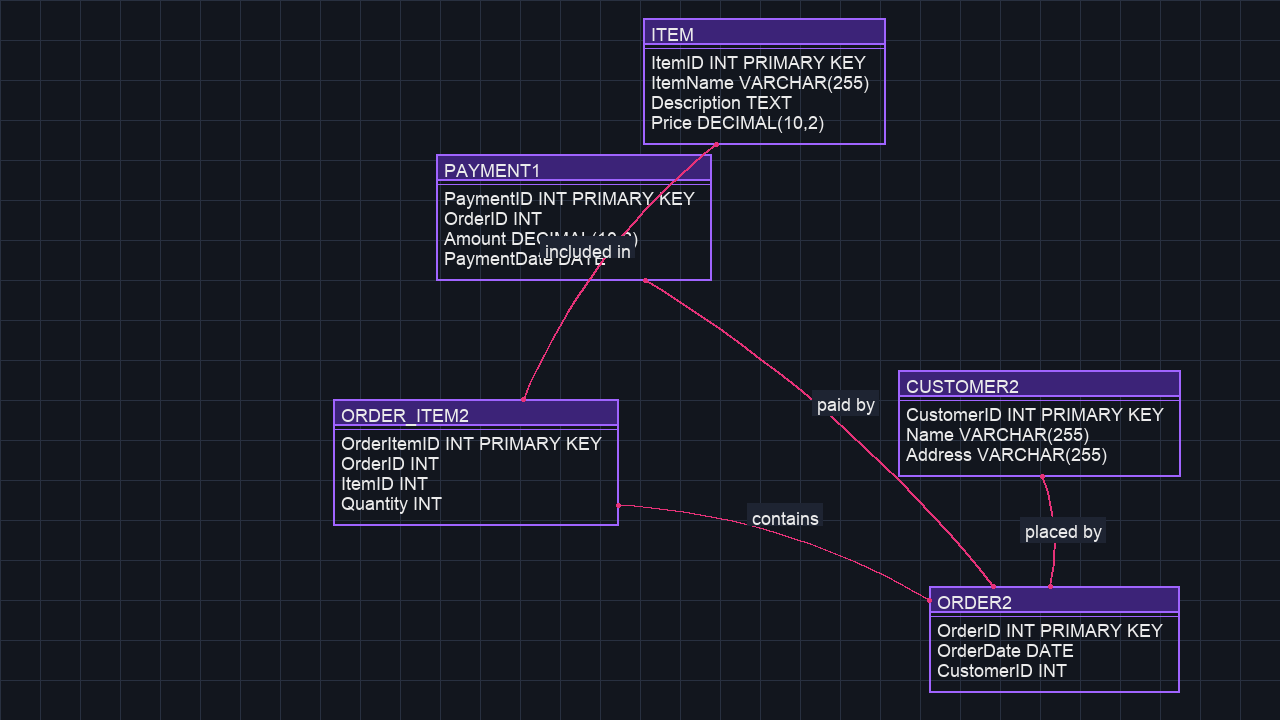 ITEM
ItemID INT PRIMARY KEY
ItemName VARCHAR(255)
Description TEXT
Price DECIMAL(10,2)
PAYMENT1
PaymentID INT PRIMARY KEY
OrderID INT
Amount DECIMAL(10,2)
PaymentDate DATE
included in
CUSTOMER2
CustomerID INT PRIMARY KEY
Name VARCHAR(255)
Address VARCHAR(255)
paid by
ORDER_ITEM2
OrderItemID INT PRIMARY KEY
OrderID INT
ItemID INT
Quantity INT
contains
placed by
ORDER2
OrderID INT PRIMARY KEY
OrderDate DATE
CustomerID INT